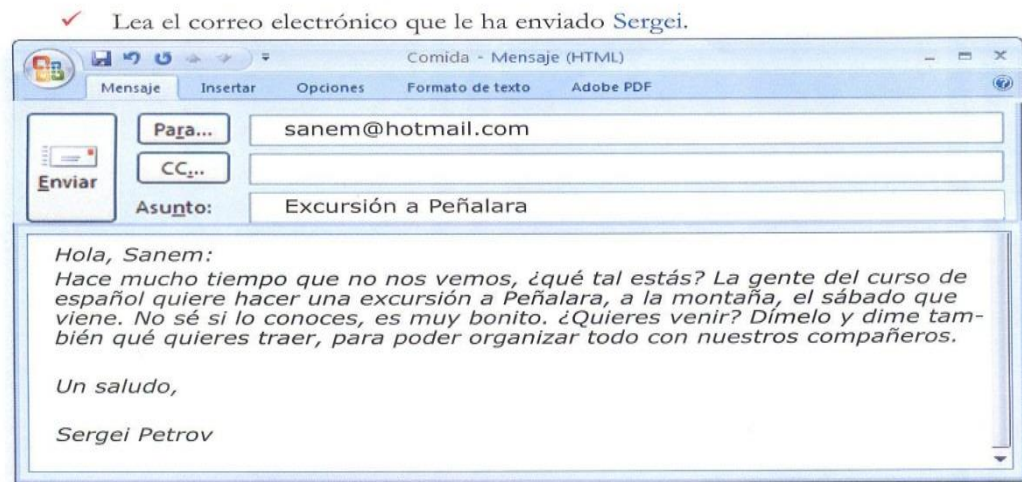 ✓ Lea el correo electrónico que le ha enviado Sergei.
Comida - Mensaje (HTML)
Mensaje Insertar Opciones Formato de texto Adobe PDF
Para... sanem@hotmail.com
CC...
Enviar
Asunto: Excursión a Peñalara
Hola, Sanem:
Hace mucho tiempo que no nos vemos, ¿qué tal estás? La gente del curso de
español quiere hacer una excursión a Peñalara, a la montaña, el sábado que
viene. No sé si lo conoces, es muy bonito. ¿Quieres venir? Dímelo y dime tam-
bién qué quieres traer, para poder organizar todo con nuestros compañeros.
Un saludo,
Sergei Petrov